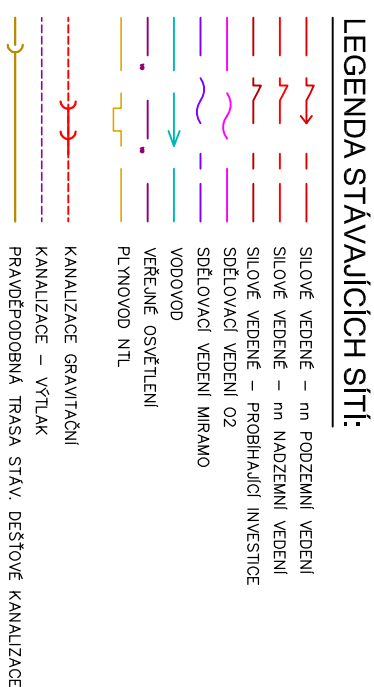 LEGENDA STÁVAJÍCÍCH SÍTÍ:
SILOVÉ VEDENÉ – nn PODZEMNÍ VEDENÍ
SILOVÉ VEDENÉ – nn NADZEMNÍ VEDENÍ
SILOVÉ VEDENÉ – PROBÍHAJÍCÍ INVESTICE
SDĚLOVACÍ VEDENÍ O2
SDĚLOVACÍ VEDENÍ MIRAMO
VODOVOD
VEŘEJNÉ OSVĚTLENÍ
PLYNOVOD NTL
KANALIZACE GRAVITAČNÍ
KANALIZACE – VÝTLAK
PRAVDĚPODOBNÁ TRASA STÁV. DEŠŤOVÉ KANALIZACE